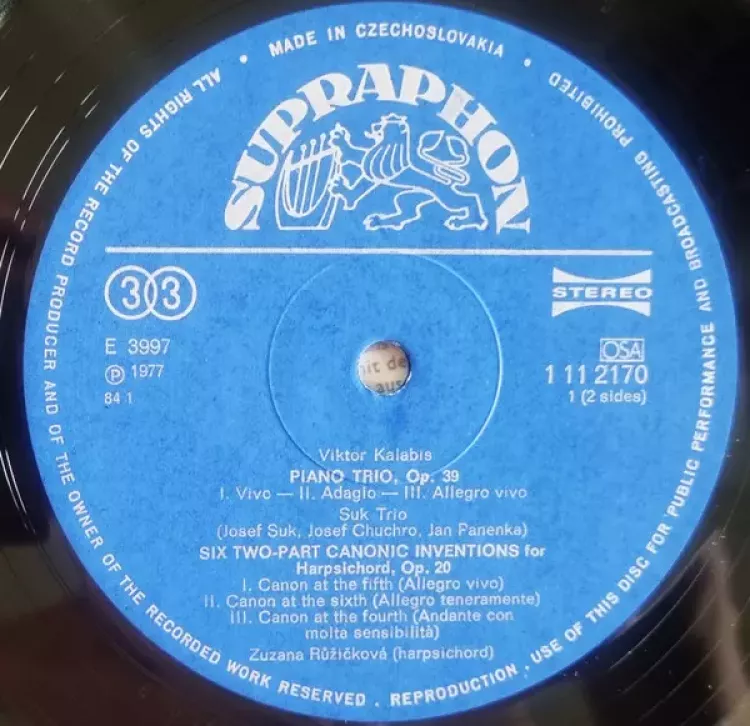 MADE IN CZECHOSLOVAKIA
ALL RIGHTS OF THE RECORD PRODUCER AND OF THE OWNER OF THE RECORDED WORK RESERVED . REPRODUCTION . USE OF THIS DISC FOR PUBLIC PERFORMANCE AND BROADCASTING PROHIBITED
SUPRAPHON
33
STEREO
E 3997
Ⓟ 1977
84 1
OSA
1 11 2170
1 (2 sides)
hit de
aus
Viktor Kalabis
PIANO TRIO, Op. 39
I. Vivo — II. Adagio — III. Allegro vivo
Suk Trio
(Josef Suk, Josef Chuchro, Jan Panenka)
SIX TWO-PART CANONIC INVENTIONS for
Harpsichord, Op. 20
I. Canon at the fifth (Allegro vivo)
II. Canon at the sixth (Allegro teneramente)
III. Canon at the fourth (Andante con
molta sensibilità)
Zuzana Růžičková (harpsichord)